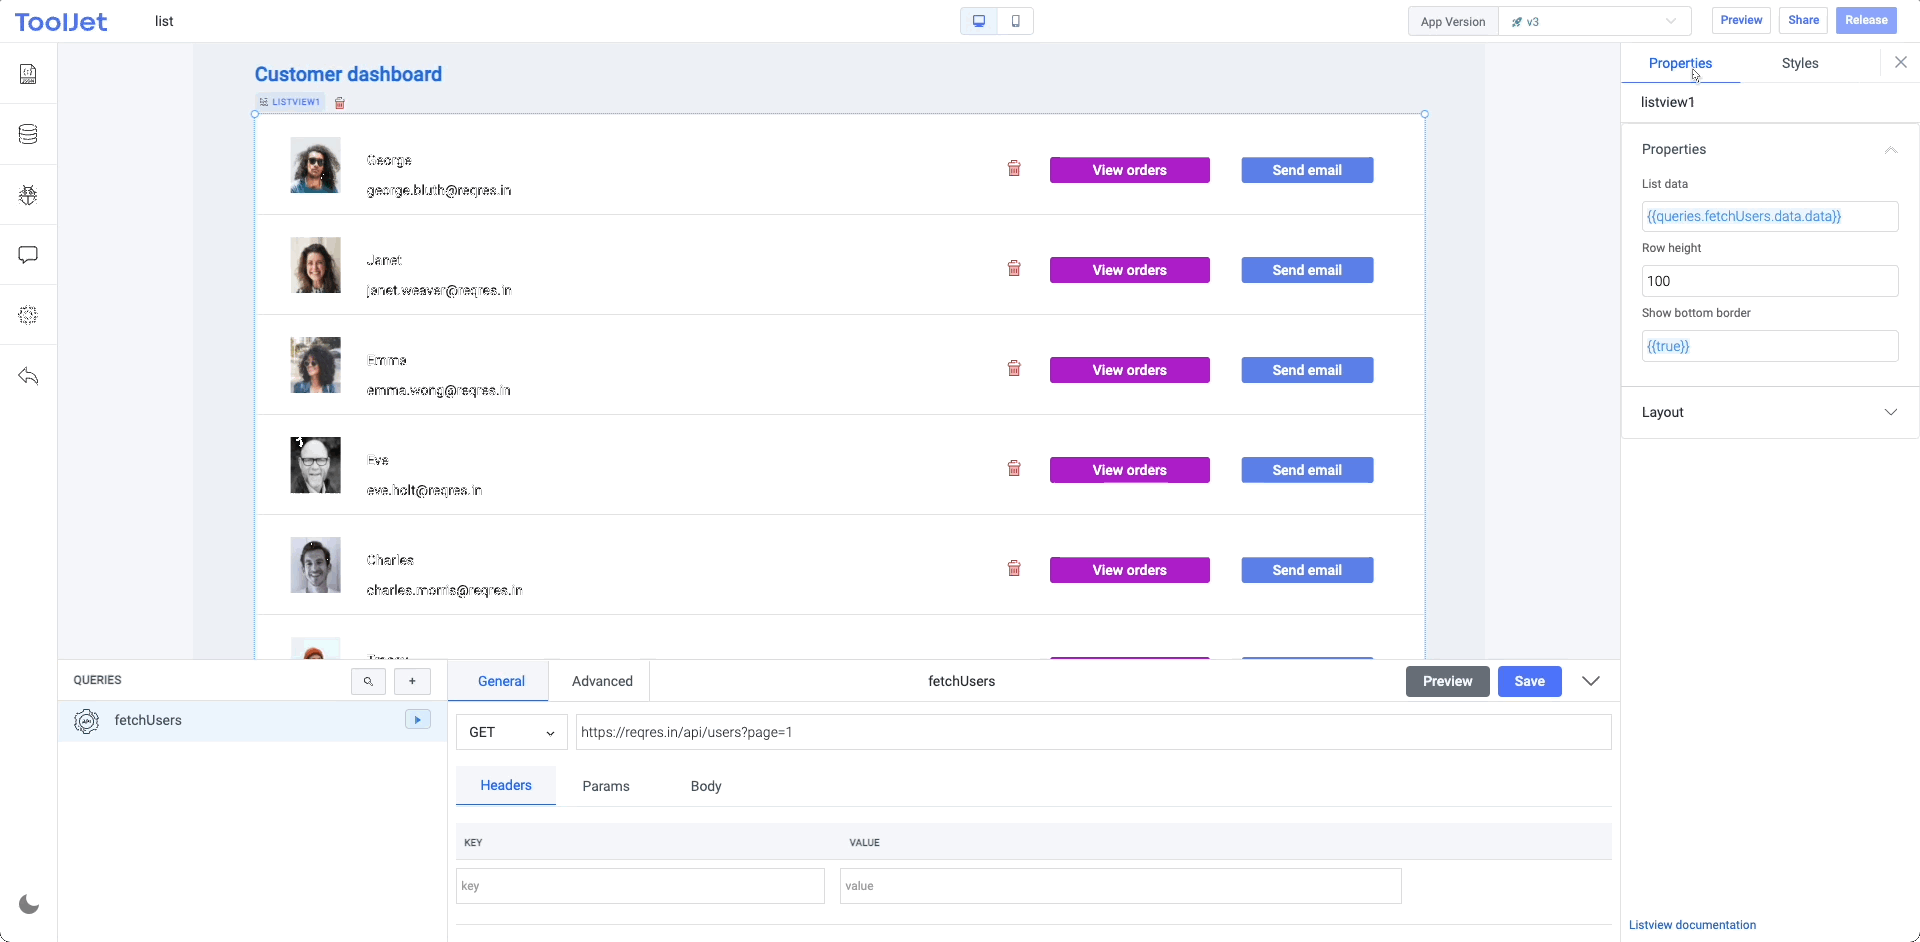 ToolJet
list
App Version
v3
Preview
Share
Release
Customer dashboard
LISTVIEW1
George
george.bluth@reqres.in
View orders
Send email
Janet
janet.weaver@reqres.in
View orders
Send email
Emma
emma.wong@reqres.in
View orders
Send email
Eve
eve.holt@reqres.in
View orders
Send email
Charles
charles.morris@reqres.in
View orders
Send email
Properties
Styles
listview1
Properties
List data
{{queries.fetchUsers.data.data}}
Row height
100
Show bottom border
{{true}}
Layout
Listview documentation
QUERIES
+
fetchUsers
General
Advanced
fetchUsers
Preview
Save
GET
https://reqres.in/api/users?page=1
Headers
Params
Body
KEY
VALUE
key
value